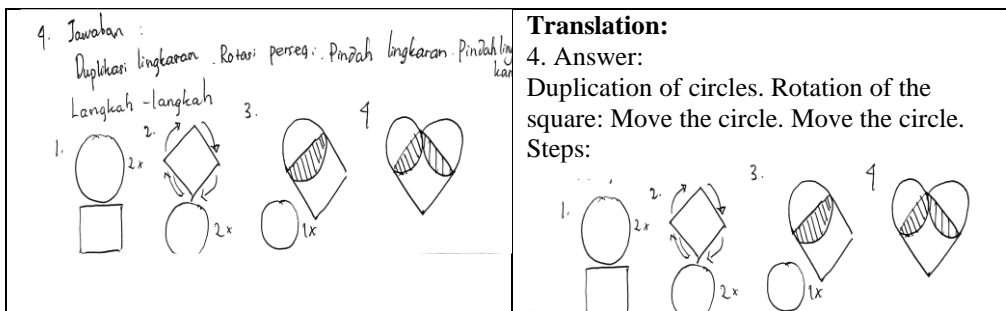 4. Jawaban :
Duplikasi lingkaran . Rotasi persegi . Pindah lingkaran . Pindah ling
kar
Langkah - langkah
1.
2x
2.
2x
3.
1x
4
Translation:
4. Answer:
Duplication of circles. Rotation of the
square: Move the circle. Move the circle.
Steps:
1.
2x
2.
2x
3.
1x
4